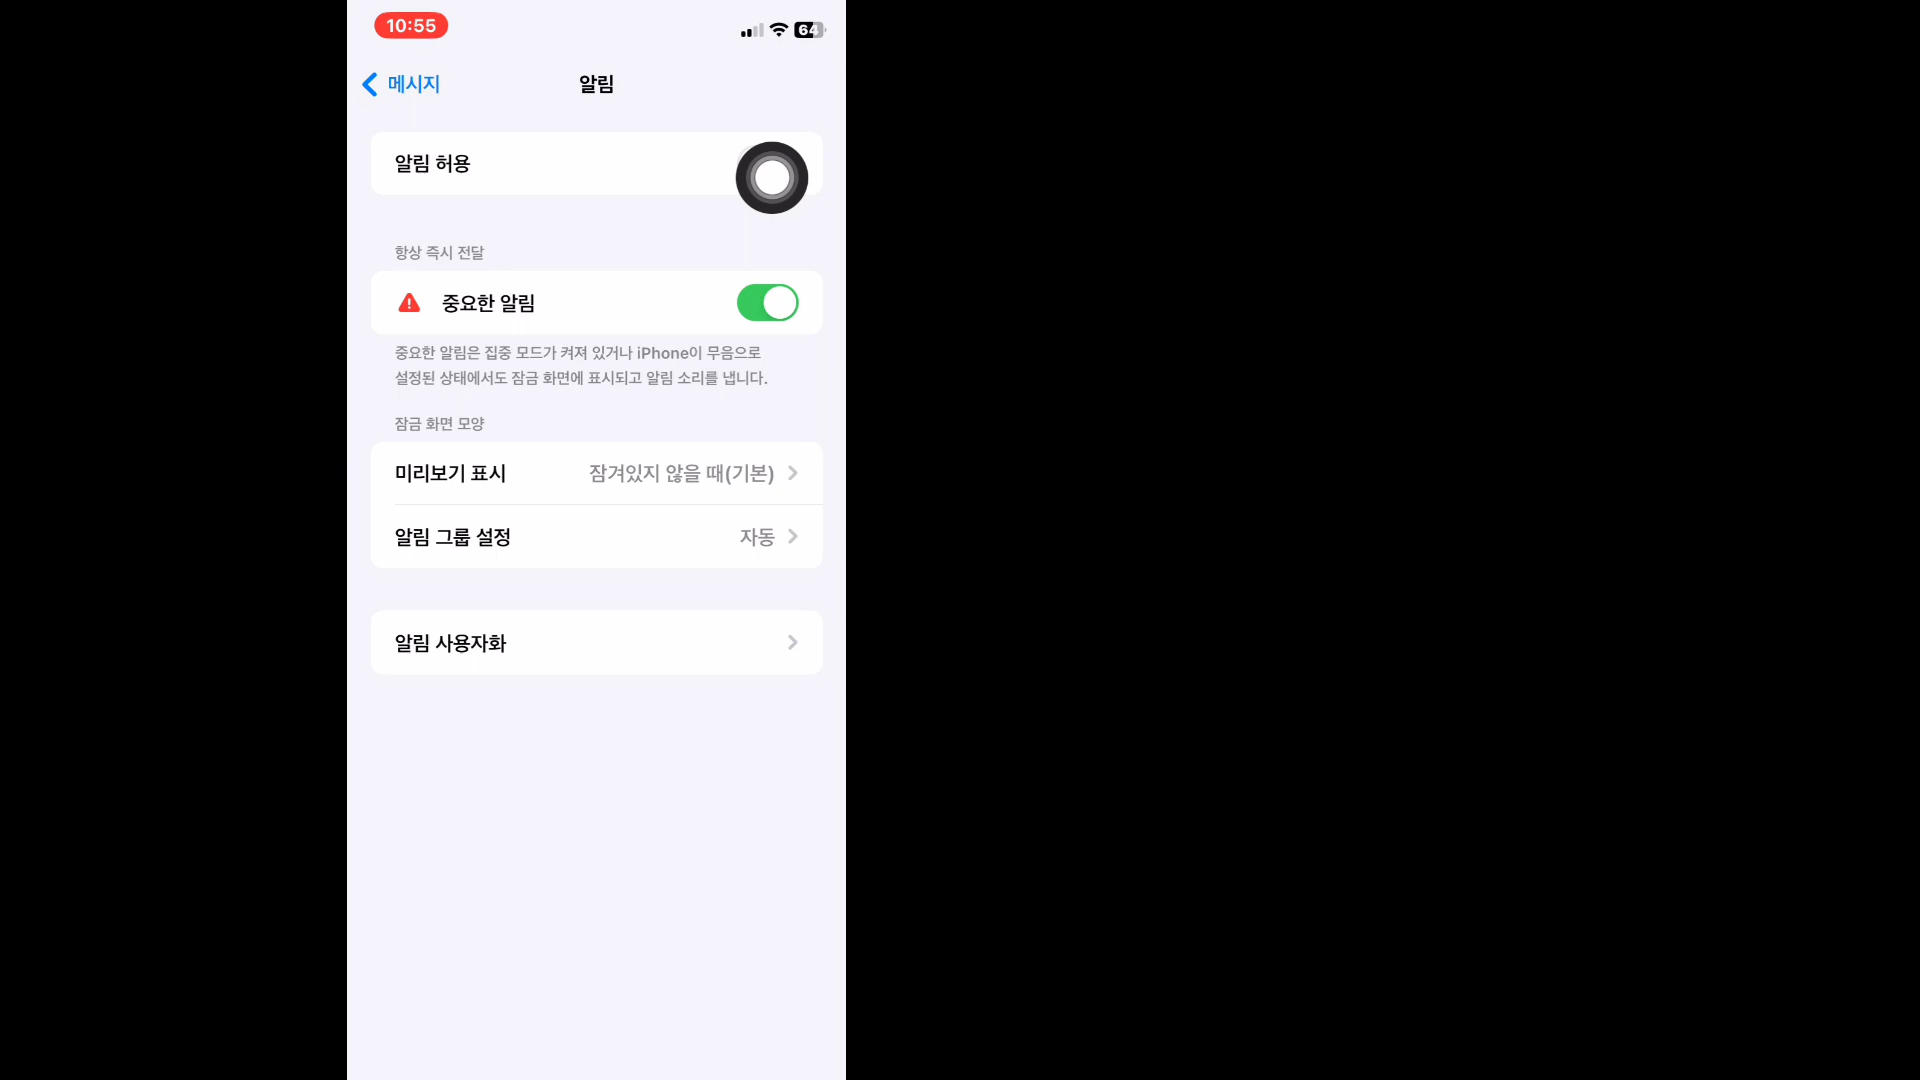 10:55
64
메시지
알림
알림 허용
항상 즉시 전달
중요한 알림
중요한 알림은 집중 모드가 켜져 있거나 iPhone이 무음으로
설정된 상태에서도 잠금 화면에 표시되고 알림 소리를 냅니다.
잠금 화면 모양
미리보기 표시 잠겨있지 않을 때(기본)
알림 그룹 설정 자동
알림 사용자화